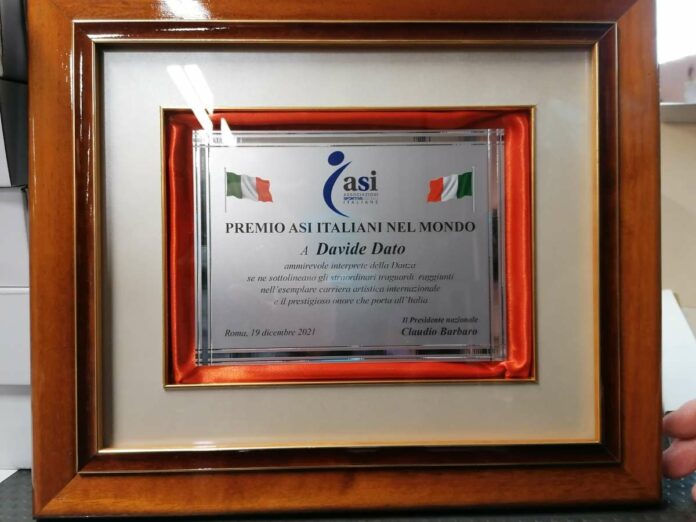 asi
ASSOCIAZIONI
SPORTIVE SOCIALI
ITALIANE
PREMIO ASI ITALIANI NEL MONDO
A Davide Dato
ammirevole interprete della Danza
se ne sottolineano gli straordinari traguardi raggiunti
nell'esemplare carriera artistica internazionale
e il prestigioso onore che porta all'Italia
Il Presidente nazionale
Roma, 19 dicembre 2021 Claudio Barbaro